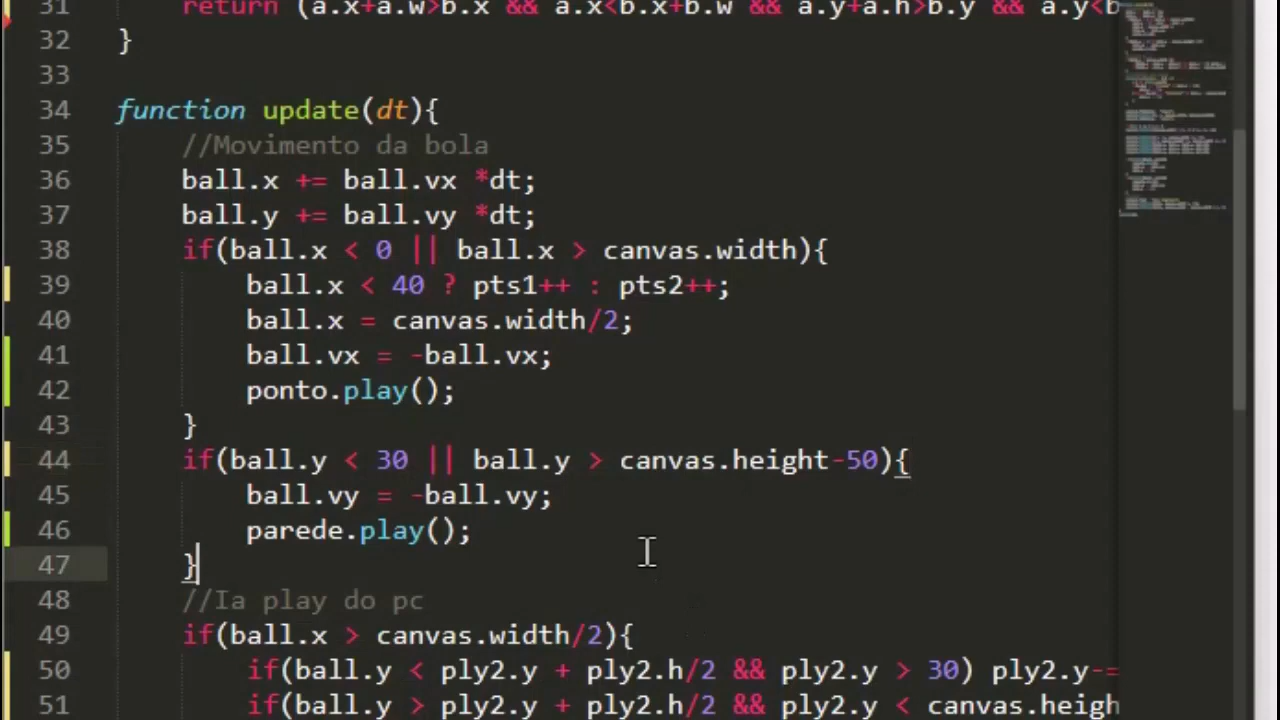 31 return (a.x+a.w>b.x && a.x<b.x+b.w && a.y+a.h>b.y && a.y<b
32 }
33
34 function update(dt){
35 //Movimento da bola
36 ball.x += ball.vx *dt;
37 ball.y += ball.vy *dt;
38 if(ball.x < 0 || ball.x > canvas.width){
39 ball.x < 40 ? pts1++ : pts2++;
40 ball.x = canvas.width/2;
41 ball.vx = -ball.vx;
42 ponto.play();
43 }
44 if(ball.y < 30 || ball.y > canvas.height-50){
45 ball.vy = -ball.vy;
46 parede.play();
47 }
48 //Ia play do pc
49 if(ball.x > canvas.width/2){
50 if(ball.y < ply2.y + ply2.h/2 && ply2.y > 30) ply2.y-=
51 if(ball.y > ply2.y + ply2.h/2 && ply2.y < canvas.heigh